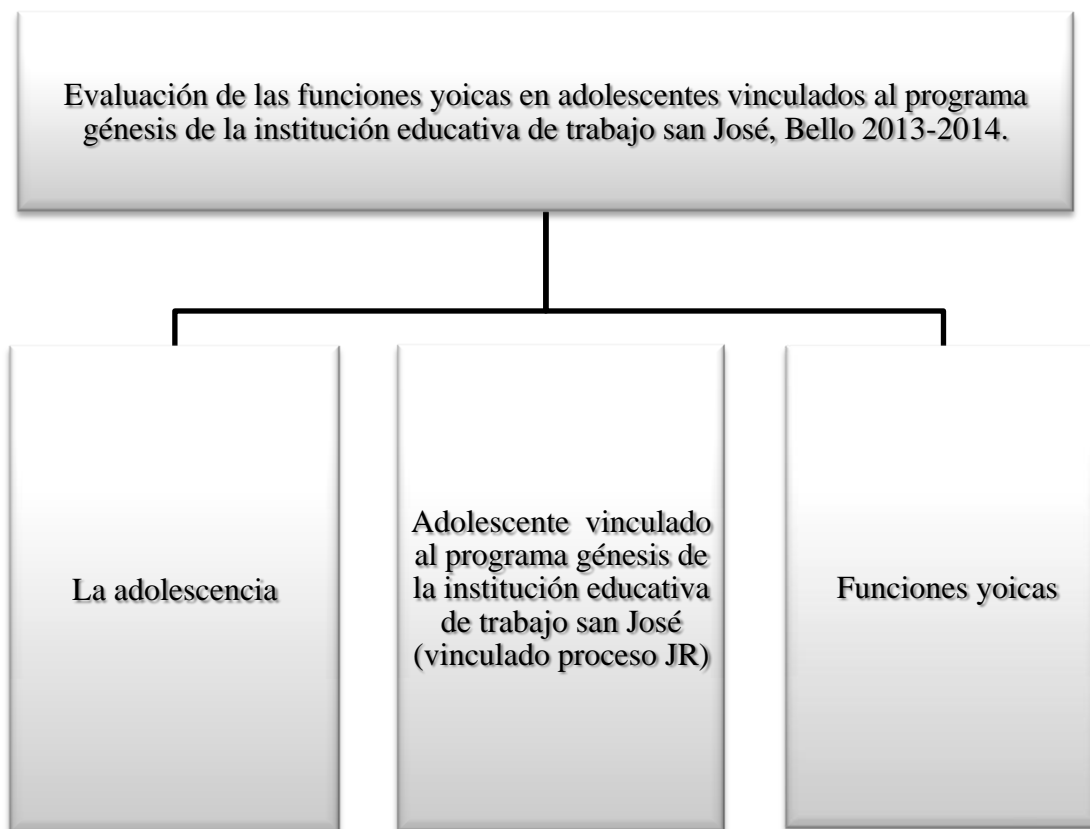 Evaluación de las funciones yoicas en adolescentes vinculados al programa
génesis de la institución educativa de trabajo san José, Bello 2013-2014.
La adolescencia
Adolescente vinculado
al programa génesis de
la institución educativa
de trabajo san José
(vinculado proceso JR)
Funciones yoicas